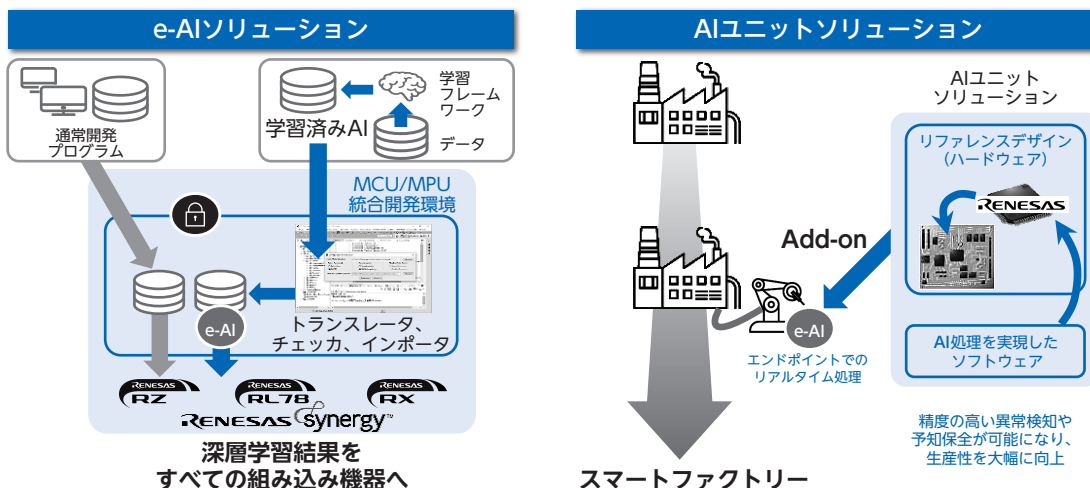 e-AIソリューション
通常開発
プログラム
学習
フレーム
ワーク
学習済みAI
データ
MCU/MPU
統合開発環境
e-AI
トランスレータ、
チェッカ、インポータ
RENESAS
RZ
RENESAS
RL78
RENESAS
RX
RENESAS synergy™
深層学習結果を
すべての組み込み機器へ
AIユニットソリューション
AIユニット
ソリューション
リファレンスデザイン
(ハードウェア)
RENESAS
Add-on
e-AI
エンドポイントでの
リアルタイム処理
AI処理を実現した
ソフトウェア
精度の高い異常検知や
予知保全が可能になり、
生産性を大幅に向上
スマートファクトリー